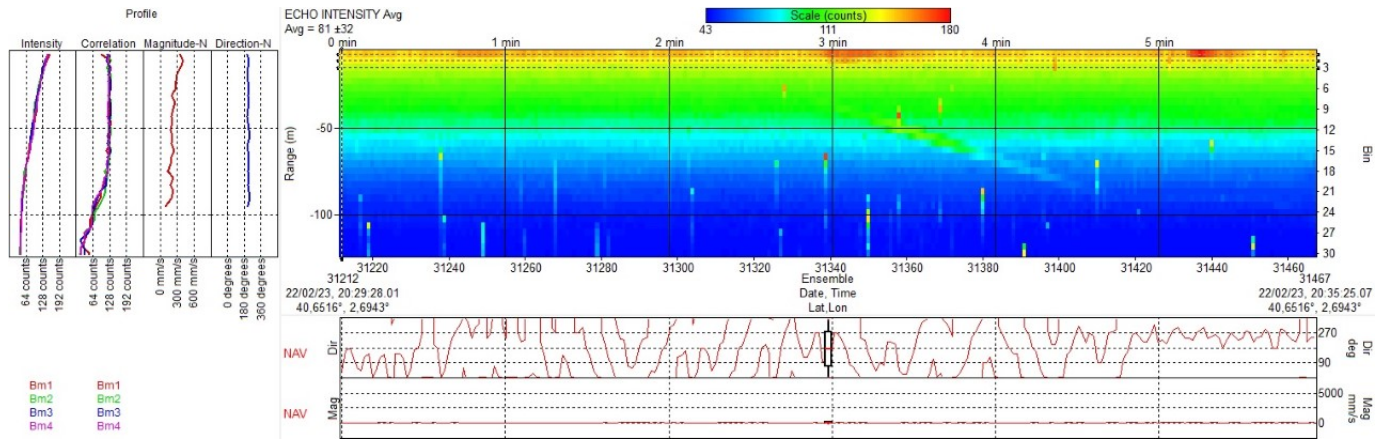 Profile
ECHO INTENSITY Avg
Avg = 81 ±32
Scale (counts)
43 111 180
Intensity Correlation Magnitude-N Direction-N
0 min 1 min 2 min 3 min 4 min 5 min
Range (m)
-50
-100
3
6
9
12
15
18
21
24
27
30
Bin
64 counts
128 counts
192 counts
64 counts
128 counts
192 counts
0 mm/s
300 mm/s
600 mm/s
0 degrees
180 degrees
360 degrees
31220 31240 31260 31280 31300 31320 31340 31360 31380 31400 31420 31440 31460
31212 Ensemble 31467
22/02/23, 20:29:28.01 Date, Time 22/02/23, 20:35:25.07
40,6516°, 2,6943° Lat,Lon 40,6516°, 2,6943°
NAV Dir 270 90 deg Dir
Bm1 Bm1
Bm2 Bm2
Bm3 Bm3
Bm4 Bm4
NAV Mag 5000 0 mm/s Mag